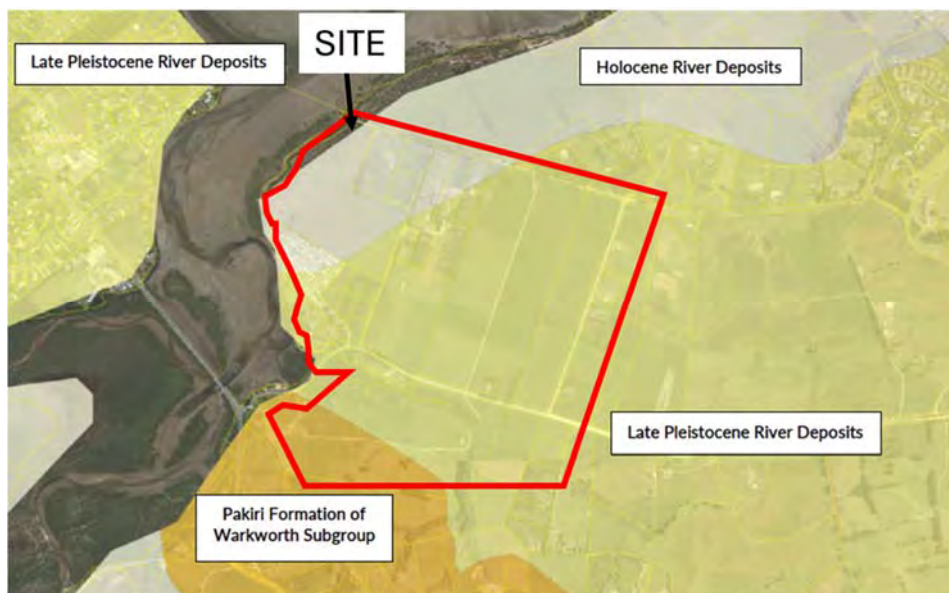 SITE
Late Pleistocene River Deposits
Holocene River Deposits
Late Pleistocene River Deposits
Pakiri Formation of
Warkworth Subgroup